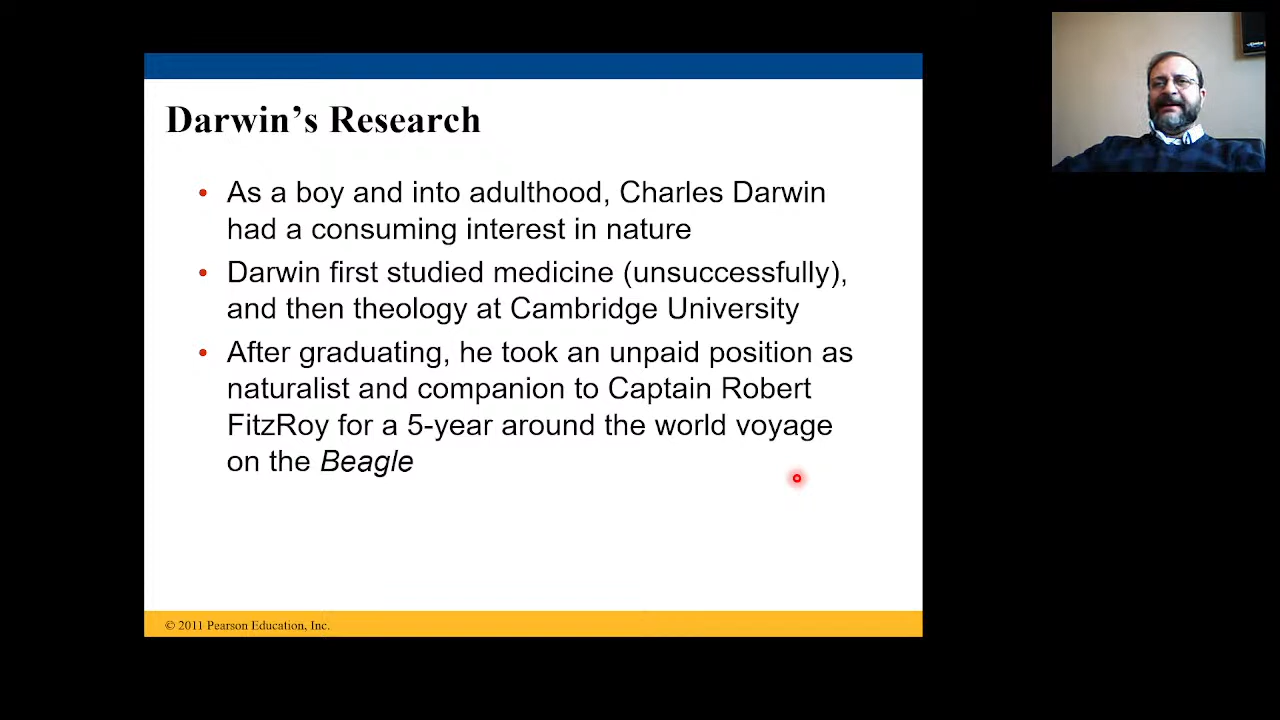 Darwin's Research
• As a boy and into adulthood, Charles Darwin
had a consuming interest in nature
• Darwin first studied medicine (unsuccessfully),
and then theology at Cambridge University
• After graduating, he took an unpaid position as
naturalist and companion to Captain Robert
FitzRoy for a 5-year around the world voyage
on the Beagle
© 2011 Pearson Education, Inc.